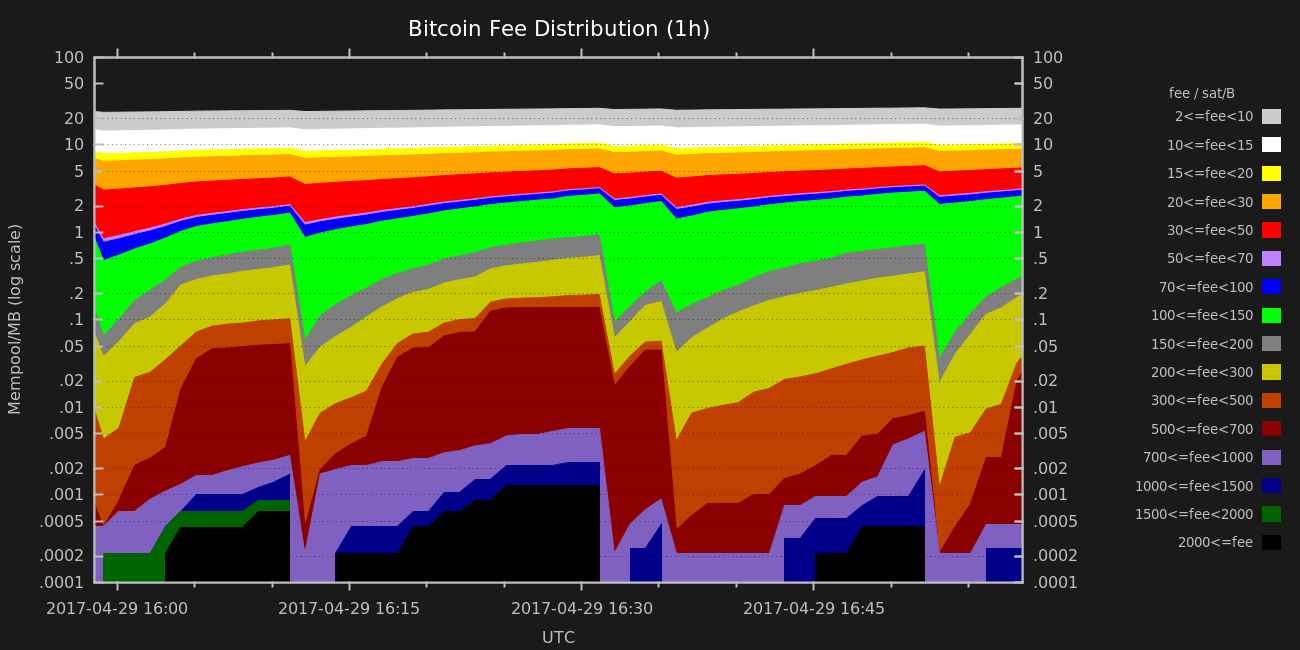 Bitcoin Fee Distribution (1h)
100
50
20
10
5
2
1
.5
.2
.1
.05
.02
.01
.005
.002
.001
.0005
.0002
.0001
Mempool/MB (log scale)
100
50
20
10
5
2
1
.5
.2
.1
.05
.02
.01
.005
.002
.001
.0005
.0002
.0001
2017-04-29 16:00
2017-04-29 16:15
2017-04-29 16:30
2017-04-29 16:45
UTC
fee / sat/B
2<=fee<10
10<=fee<15
15<=fee<20
20<=fee<30
30<=fee<50
50<=fee<70
70<=fee<100
100<=fee<150
150<=fee<200
200<=fee<300
300<=fee<500
500<=fee<700
700<=fee<1000
1000<=fee<1500
1500<=fee<2000
2000<=fee